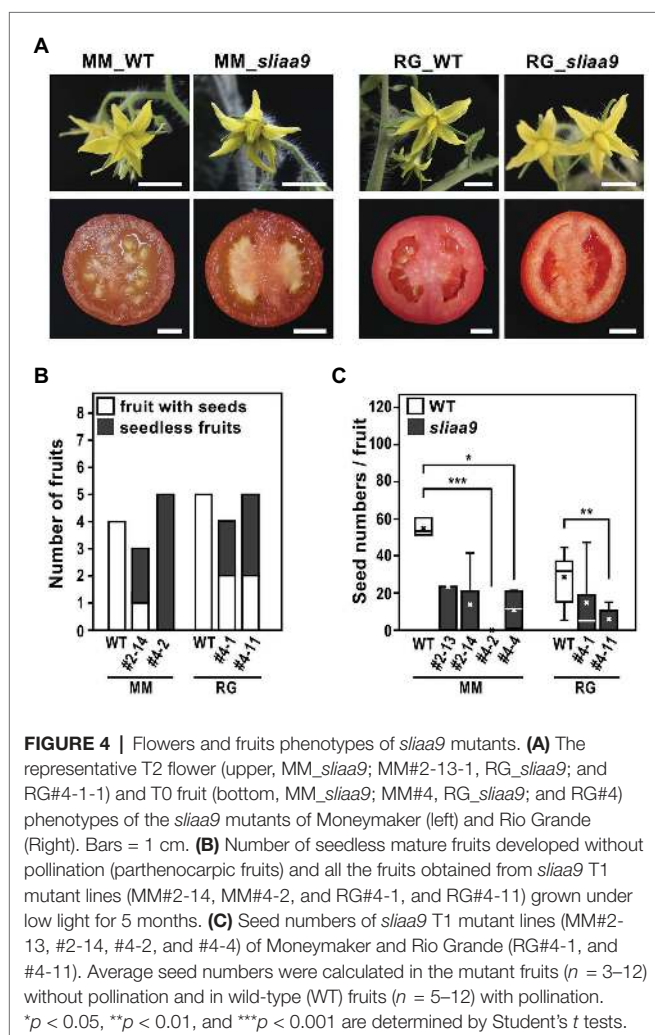 A
MM_WT MM_sliaa9 RG_WT RG_sliaa9
B
fruit with seeds
seedless fruits
Number of fruits
8
7
6
5
4
3
2
1
0
WT #2-14 #4-2 WT #4-1 #4-11
MM RG
C
WT
sliaa9
Seed numbers / fruit
120
100
80
60
40
20
0
*
***
**
WT #2-13 #2-14 #4-2 #4-4 WT #4-1 #4-11
MM RG
FIGURE 4 | Flowers and fruits phenotypes of sliaa9 mutants. (A) The
representative T2 flower (upper, MM_sliaa9; MM#2-13-1, RG_sliaa9; and
RG#4-1-1) and T0 fruit (bottom, MM_sliaa9; MM#4, RG_sliaa9; and RG#4)
phenotypes of the sliaa9 mutants of Moneymaker (left) and Rio Grande
(Right). Bars = 1 cm. (B) Number of seedless mature fruits developed without
pollination (parthenocarpic fruits) and all the fruits obtained from sliaa9 T1
mutant lines (MM#2-14, MM#4-2, and RG#4-1, and RG#4-11) grown under
low light for 5 months. (C) Seed numbers of sliaa9 T1 mutant lines (MM#2-
13, #2-14, #4-2, and #4-4) of Moneymaker and Rio Grande (RG#4-1, and
#4-11). Average seed numbers were calculated in the mutant fruits (n = 3–12)
without pollination and in wild-type (WT) fruits (n = 5–12) with pollination.
*p < 0.05, **p < 0.01, and ***p < 0.001 are determined by Student's t tests.